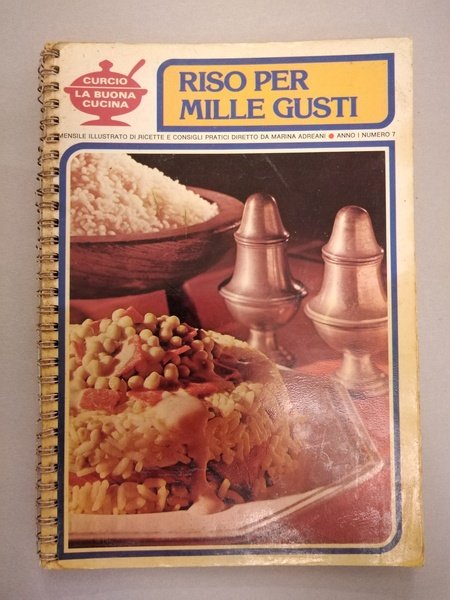 CURCIO
LA BUONA
CUCINA
RISO PER
MILLE GUSTI
MENSILE ILLUSTRATO DI RICETTE E CONSIGLI PRATICI DIRETTO DA MARINA ADREANI ● ANNO I NUMERO 7